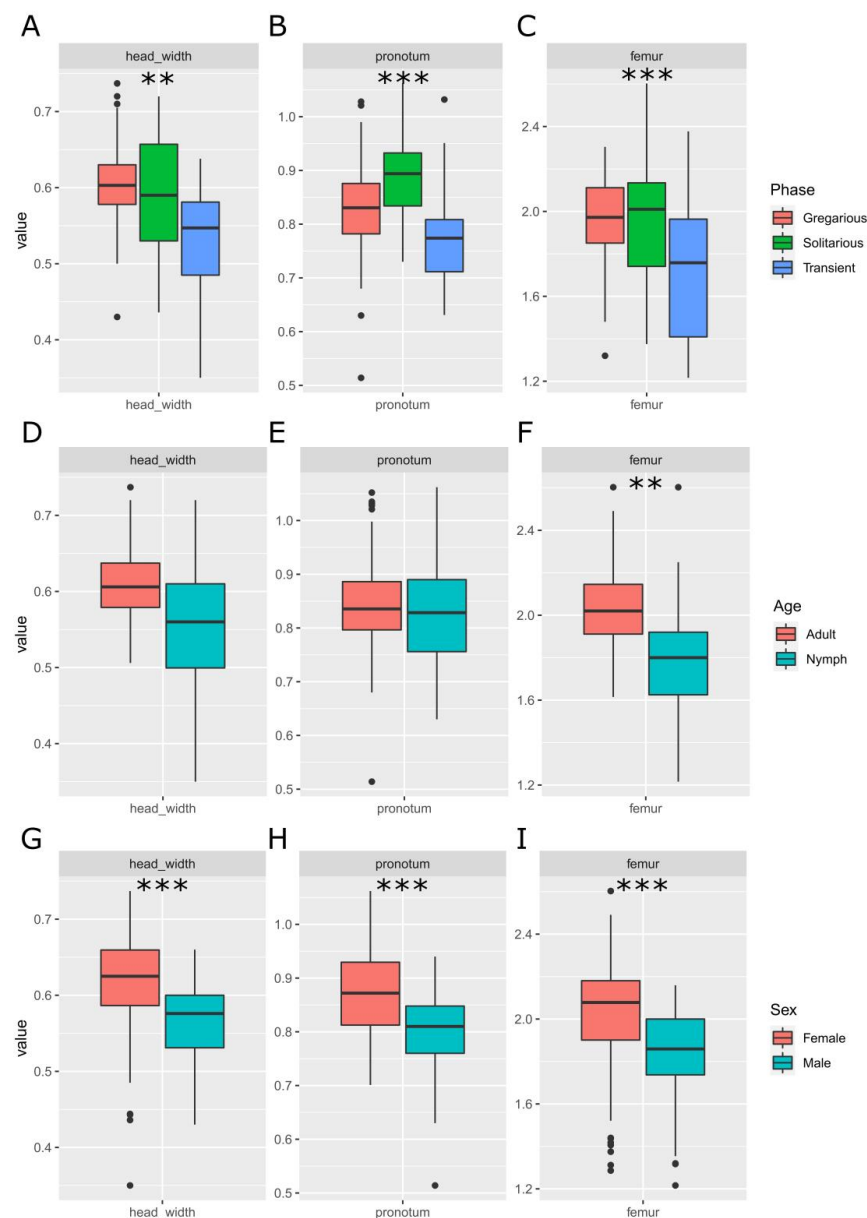 A B C
head_width pronotum femur
** *** ***
value
0.7
0.6
0.5
0.4
head_width
1.0
0.9
0.8
0.7
0.6
0.5
pronotum
2.4
2.0
1.6
1.2
femur
Phase
Gregarious
Solitarious
Transient
D E F
head_width pronotum femur
**
value
0.7
0.6
0.5
0.4
head_width
1.0
0.9
0.8
0.7
0.6
0.5
pronotum
2.4
2.0
1.6
1.2
femur
Age
Adult
Nymph
G H I
head_width pronotum femur
*** *** ***
value
0.7
0.6
0.5
0.4
head_width
1.0
0.9
0.8
0.7
0.6
0.5
pronotum
2.4
2.0
1.6
1.2
femur
Sex
Female
Male